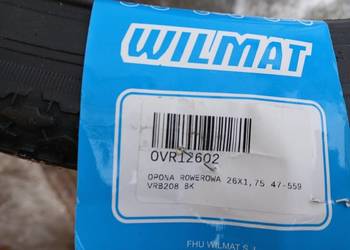 WILMAT
OVR12602
OPONA ROWEROWA 26X1,75 47-559
VRB208 BK
FHU WILMAT S.J.